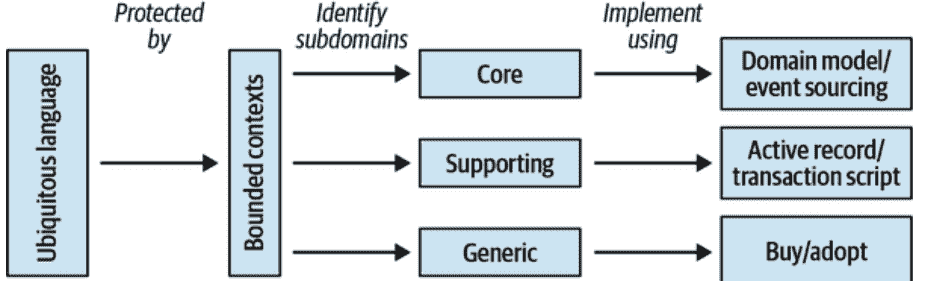 Protected
by
Identify
subdomains
Implement
using
Ubiquitous language
Bounded contexts
Core
Domain model/
event sourcing
Supporting
Active record/
transaction script
Generic
Buy/adopt